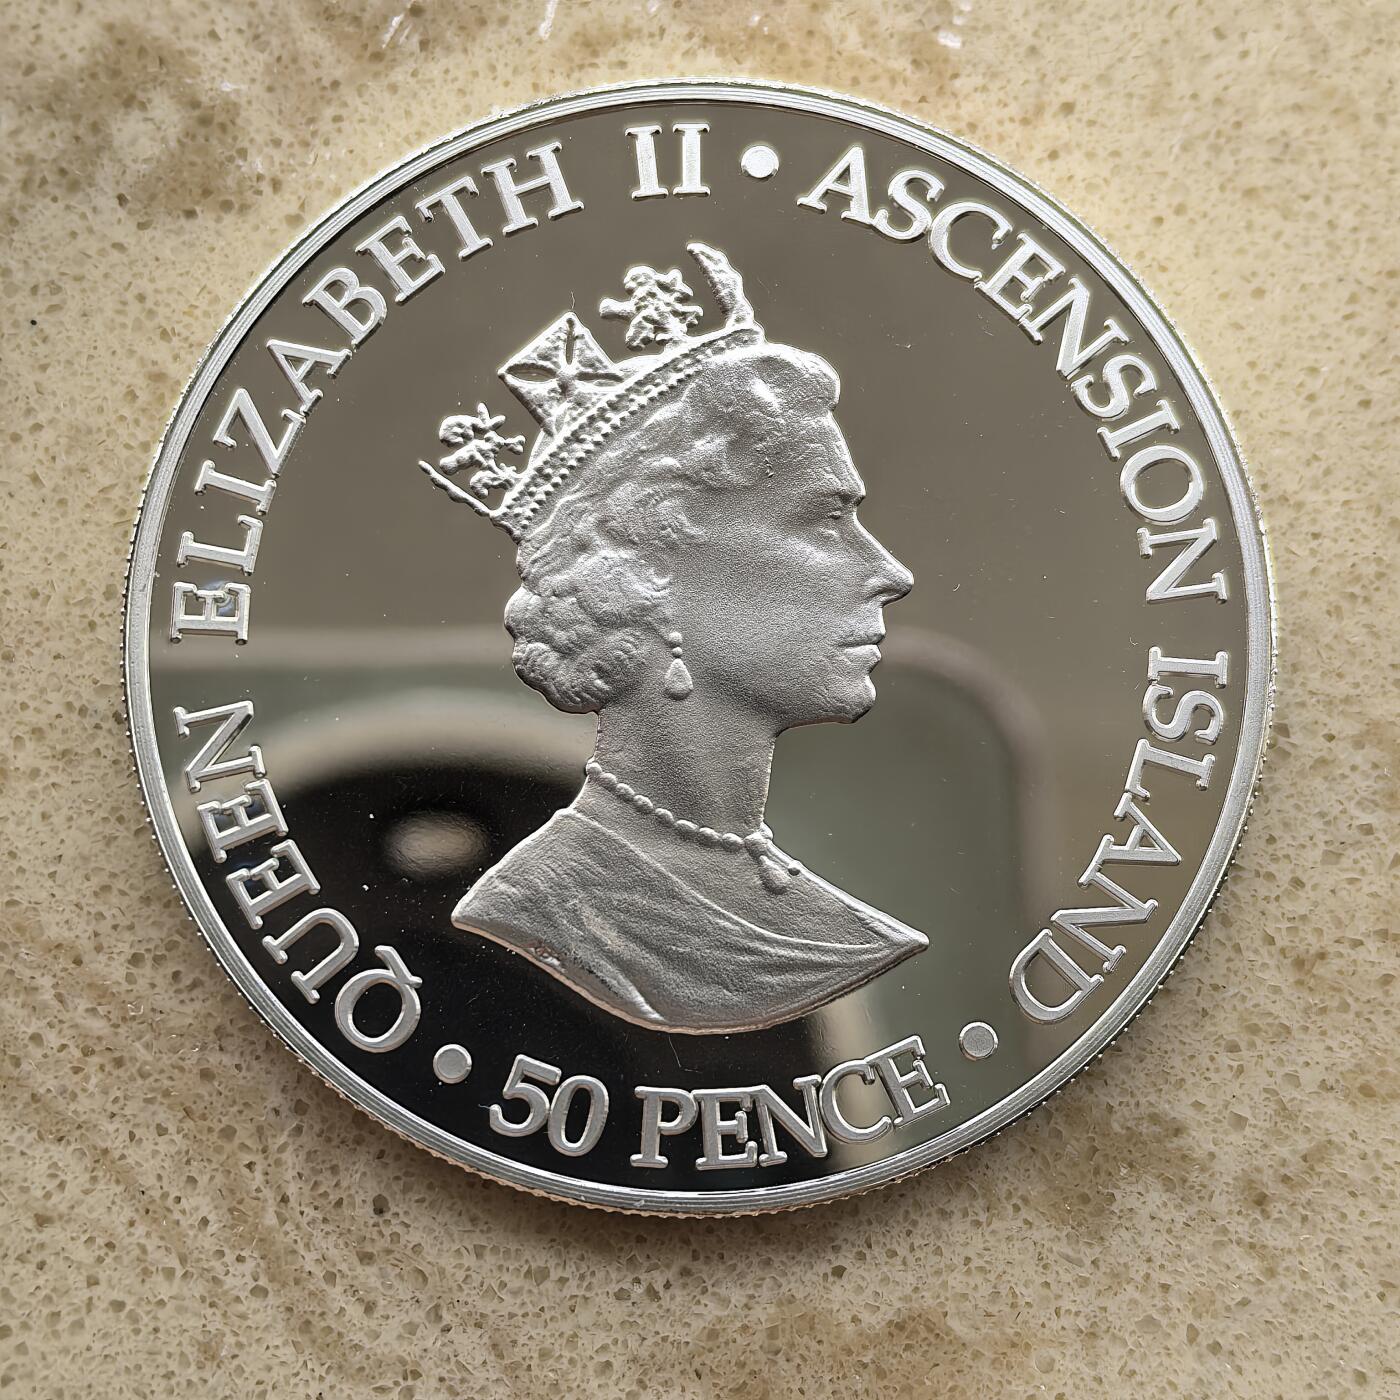 QUEEN ELIZABETH II • ASCENSION ISLAND •
50 PENCE •